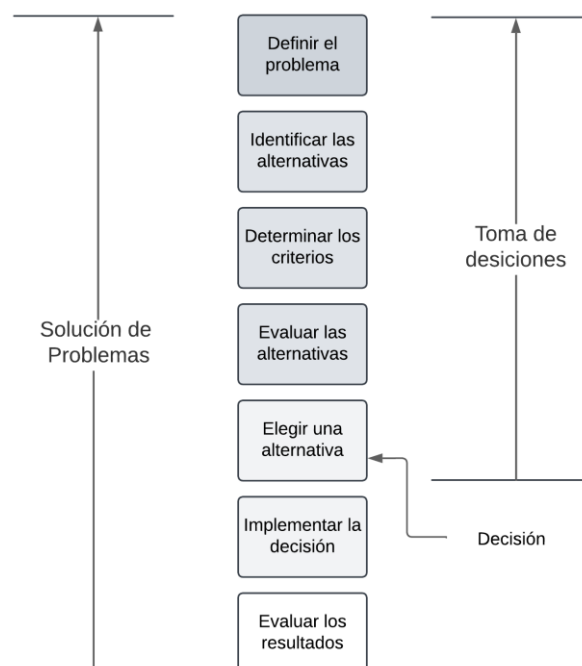 Definir el
problema
Identificar las
alternativas
Determinar los
criterios
Toma de
desiciones
Solución de
Problemas
Evaluar las
alternativas
Elegir una
alternativa
Implementar la
decisión
Decisión
Evaluar los
resultados